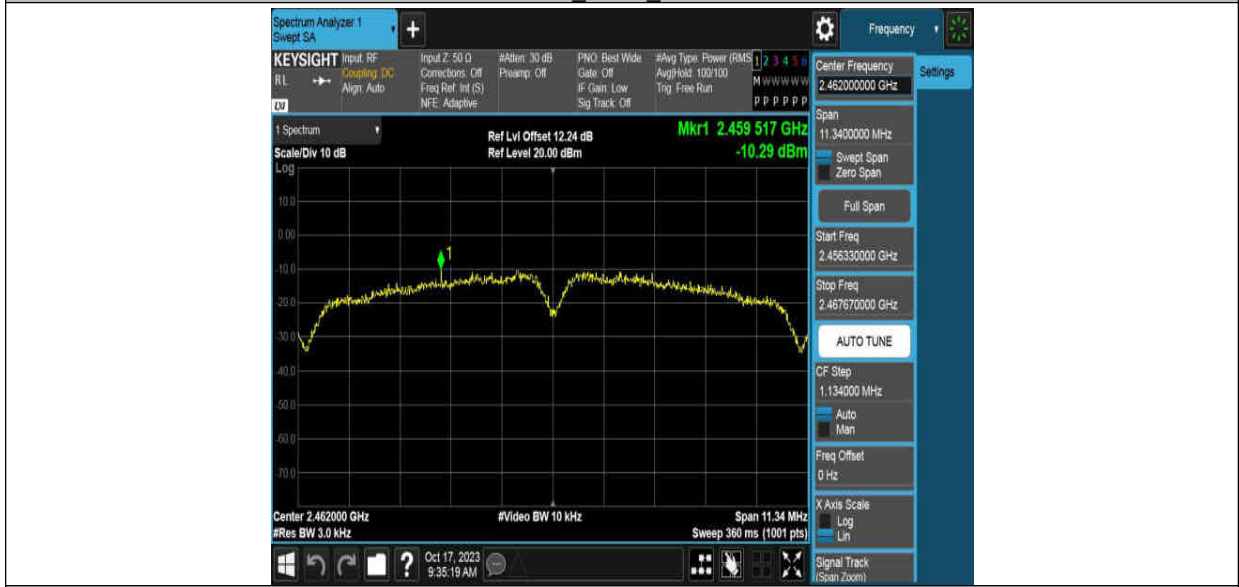 Spectrum Analyzer 1
Swept SA
+
Frequency
KEYSIGHT
RL
Input: RF
Coupling: DC
Align: Auto
Input Z: 50 Ω
Corrections: Off
Freq Ref: Int (S)
NFE: Adaptive
#Atten: 30 dB
Preamp: Off
PNO: Best Wide
Gate: Off
IF Gain: Low
Sig Track: Off
#Avg Type: Power (RMS
Avg|Hold: 100/100
Trig: Free Run
1 2 3 4 5 6
M W W W W W
P P P P P P
Center Frequency
2.462000000 GHz
Settings
Span
11.3400000 MHz
Swept Span
Zero Span
Full Span
Start Freq
2.456330000 GHz
Stop Freq
2.467670000 GHz
AUTO TUNE
CF Step
1.134000 MHz
Auto
Man
Freq Offset
0 Hz
X Axis Scale
Log
Lin
Signal Track
(Span Zoom)
1 Spectrum
Scale/Div 10 dB
Log
Ref Lvl Offset 12.24 dB
Ref Level 20.00 dBm
Mkr1 2.459 517 GHz
-10.29 dBm
10.0
0.00
-10.0
-20.0
-30.0
-40.0
-50.0
-60.0
-70.0
1
Center 2.462000 GHz
#Res BW 3.0 kHz
#Video BW 10 kHz
Span 11.34 MHz
Sweep 360 ms (1001 pts)
?
Oct 17, 2023
9:35:19 AM